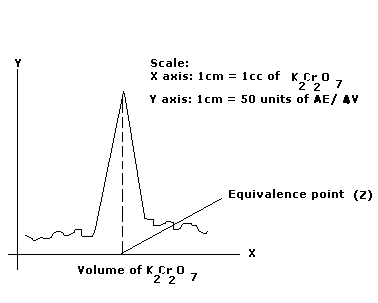 Y
Scale:
X axis: 1cm = 1cc of K2Cr2O7
Y axis: 1cm = 50 units of ΔE/ΔV
Equivalence point (Z)
X
Volume of K2Cr2O7